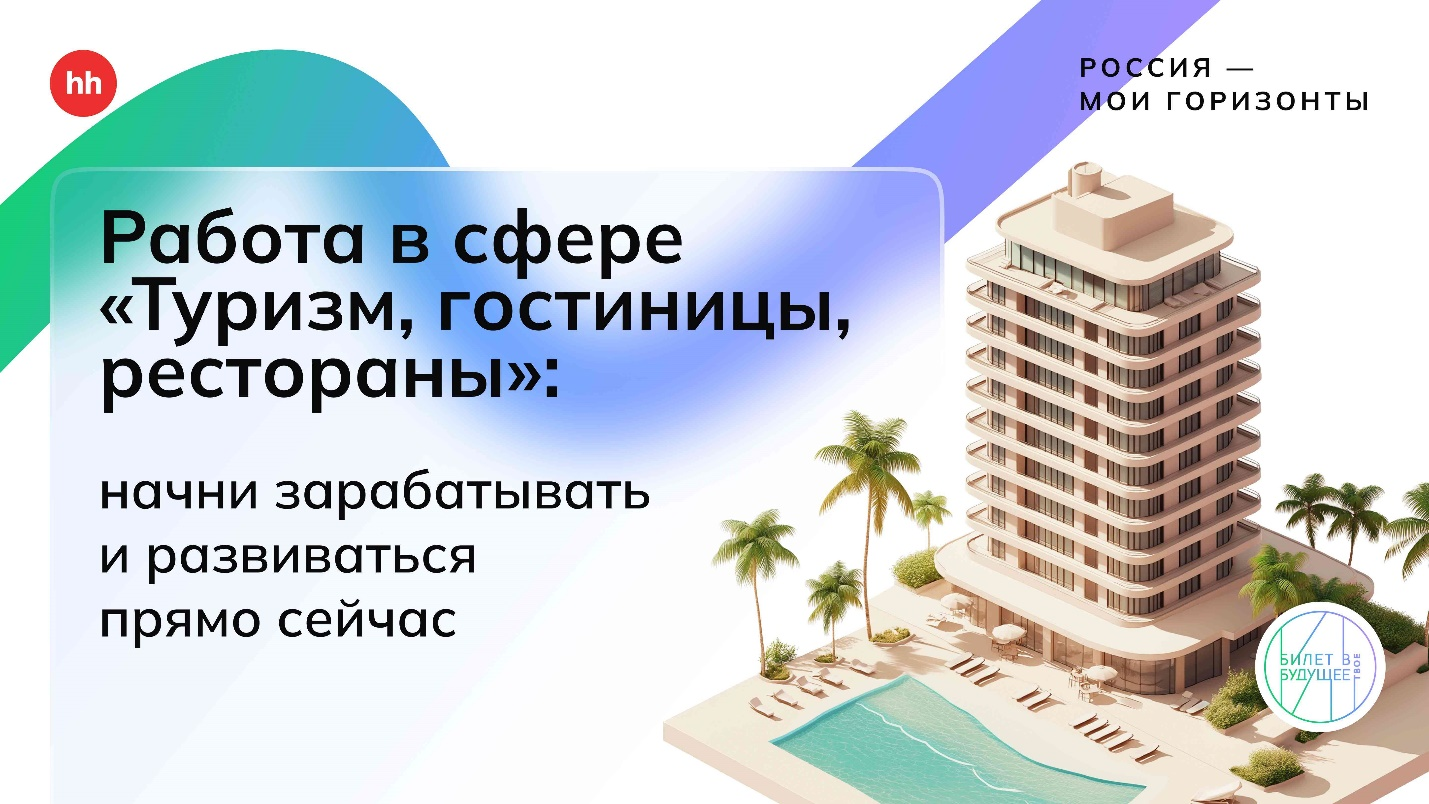 hh
РОССИЯ —
МОИ ГОРИЗОНТЫ
Работа в сфере
«Туризм, гостиницы,
рестораны»:
начни зарабатывать
и развиваться
прямо сейчас
БИЛЕТ В
БУДУЩЕЕ
ТВОЕ